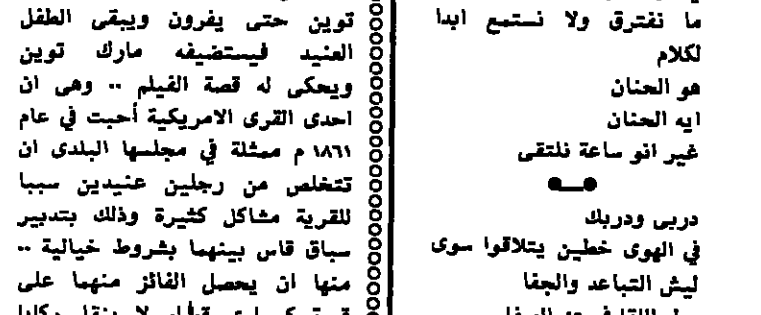 ما نفترق ولا نستمع ابدا
لكلام
هو الحنان
ايه الحنان
غير انو ساعة نلتقى
دربى ودربك
في الهوى خطين يتلاقوا سوى
ليش التباعد والجفا
توين حتى يفرون ويبقى الطفل
العنيد فيستضيفه مارك توين
ويحكى له قصة الفيلم .. وهى ان
احدى القرى الامريكية أحبت في عام
١٨٦١ م ممثلة في مجلسها البلدى ان
تتخلص من رجلين عنيدين سببا
للقرية مشاكل كثيرة وذلك بتدبير
سباق قاس بينهما بشروط خيالية ..
منها ان يحصل الفائز منهما على